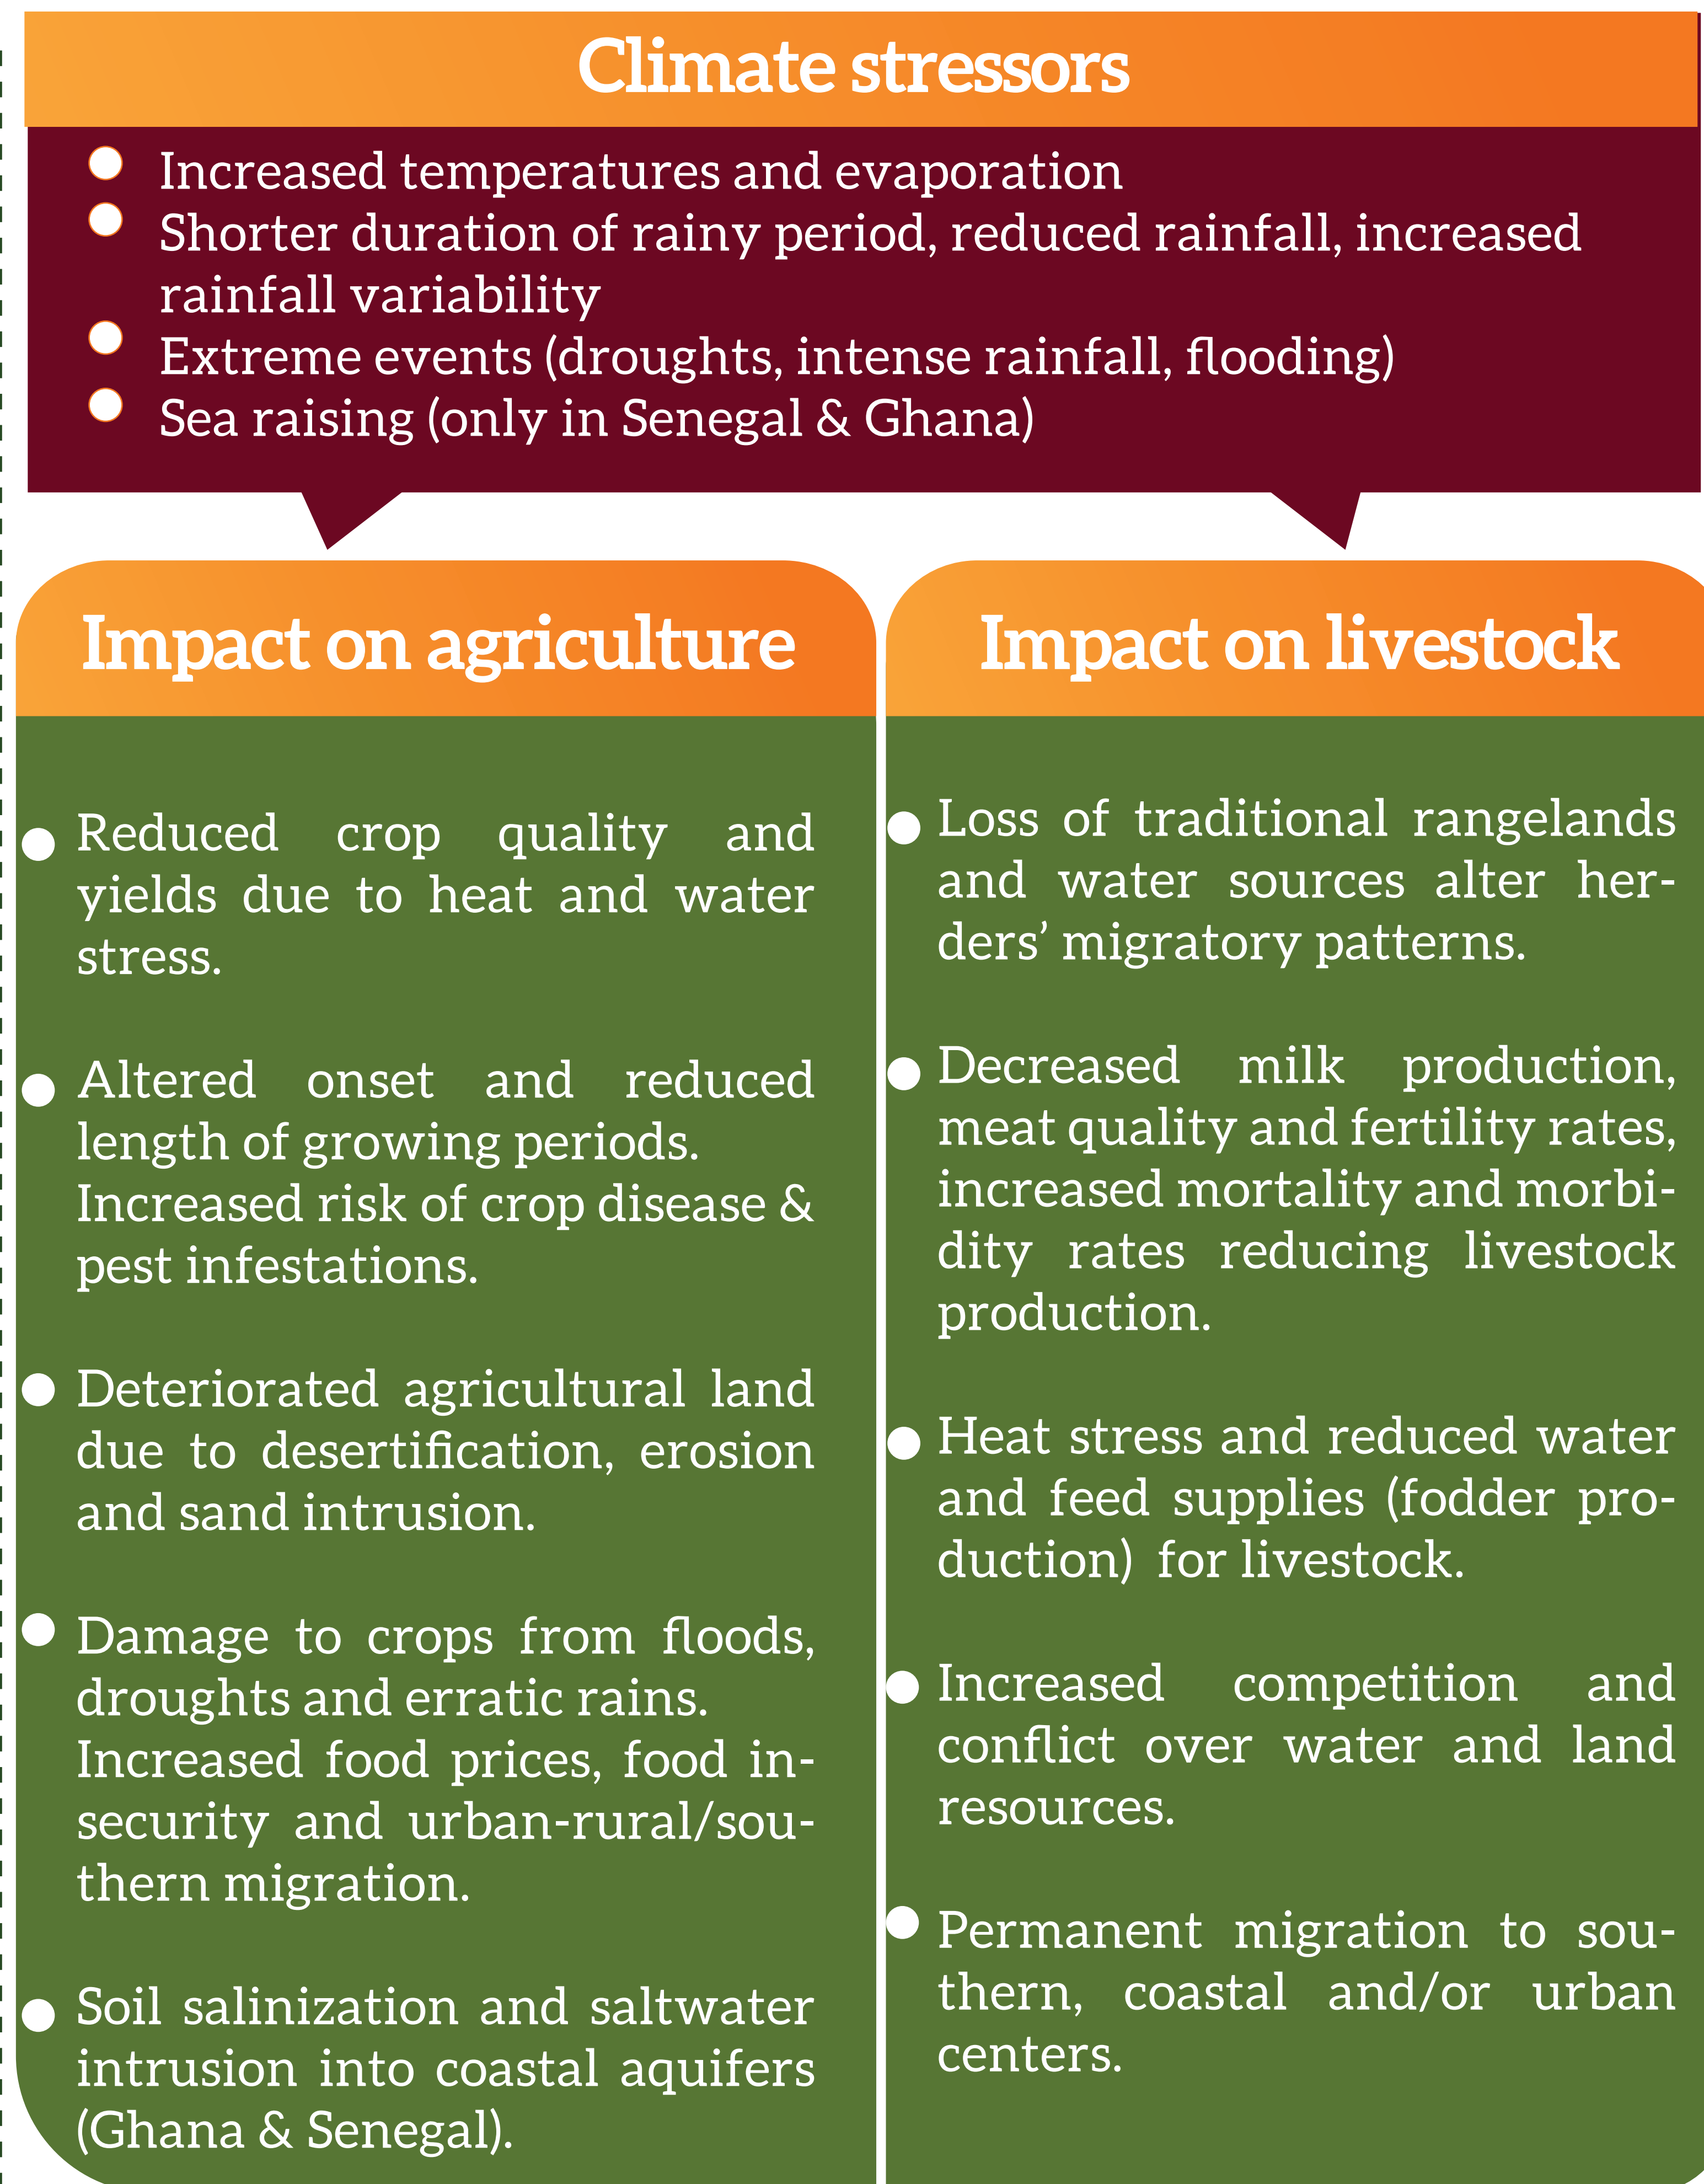 Climate stressors
Increased temperatures and evaporation
Shorter duration of rainy period, reduced rainfall, increased
rainfall variability
Extreme events (droughts, intense rainfall, flooding)
Sea raising (only in Senegal & Ghana)
Impact on agriculture
Reduced crop quality and
yields due to heat and water
stress.
Altered onset and reduced
length of growing periods.
Increased risk of crop disease &
pest infestations.
Deteriorated agricultural land
due to desertification, erosion
and sand intrusion.
Damage to crops from floods,
droughts and erratic rains.
Increased food prices, food in-
security and urban-rural/sou-
thern migration.
Soil salinization and saltwater
intrusion into coastal aquifers
(Ghana & Senegal).
Impact on livestock
Loss of traditional rangelands
and water sources alter her-
ders’ migratory patterns.
Decreased milk production,
meat quality and fertility rates,
increased mortality and morbi-
dity rates reducing livestock
production.
Heat stress and reduced water
and feed supplies (fodder pro-
duction) for livestock.
Increased competition and
conflict over water and land
resources.
Permanent migration to sou-
thern, coastal and/or urban
centers.